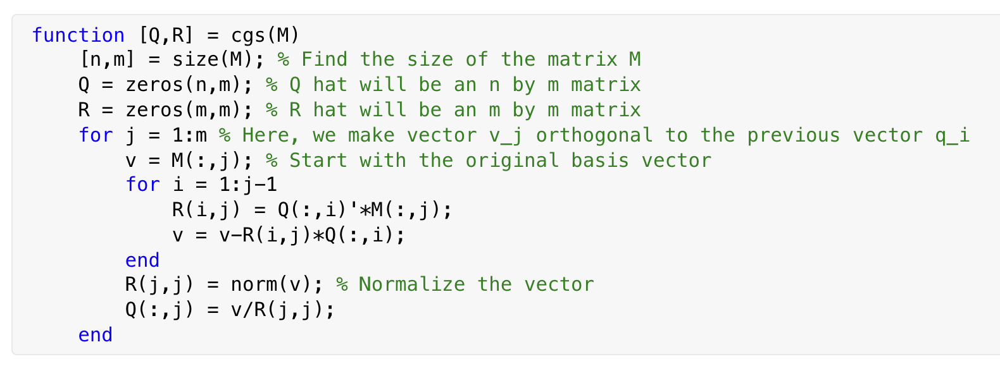 function [Q,R] = cgs(M)
    [n,m] = size(M); % Find the size of the matrix M
    Q = zeros(n,m); % Q hat will be an n by m matrix
    R = zeros(m,m); % R hat will be an m by m matrix
    for j = 1:m % Here, we make vector v_j orthogonal to the previous vector q_i
        v = M(:,j); % Start with the original basis vector
        for i = 1:j-1
            R(i,j) = Q(:,i)'*M(:,j);
            v = v-R(i,j)*Q(:,i);
        end
        R(j,j) = norm(v); % Normalize the vector
        Q(:,j) = v/R(j,j);
    end